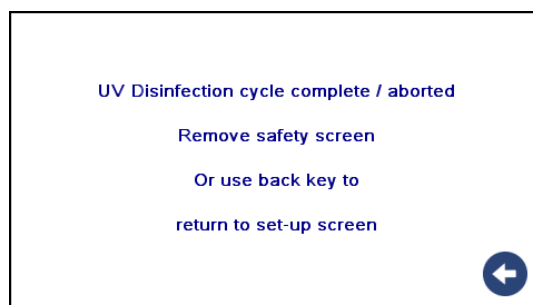 UV Disinfection cycle complete / aborted
Remove safety screen
Or use back key to
return to set-up screen